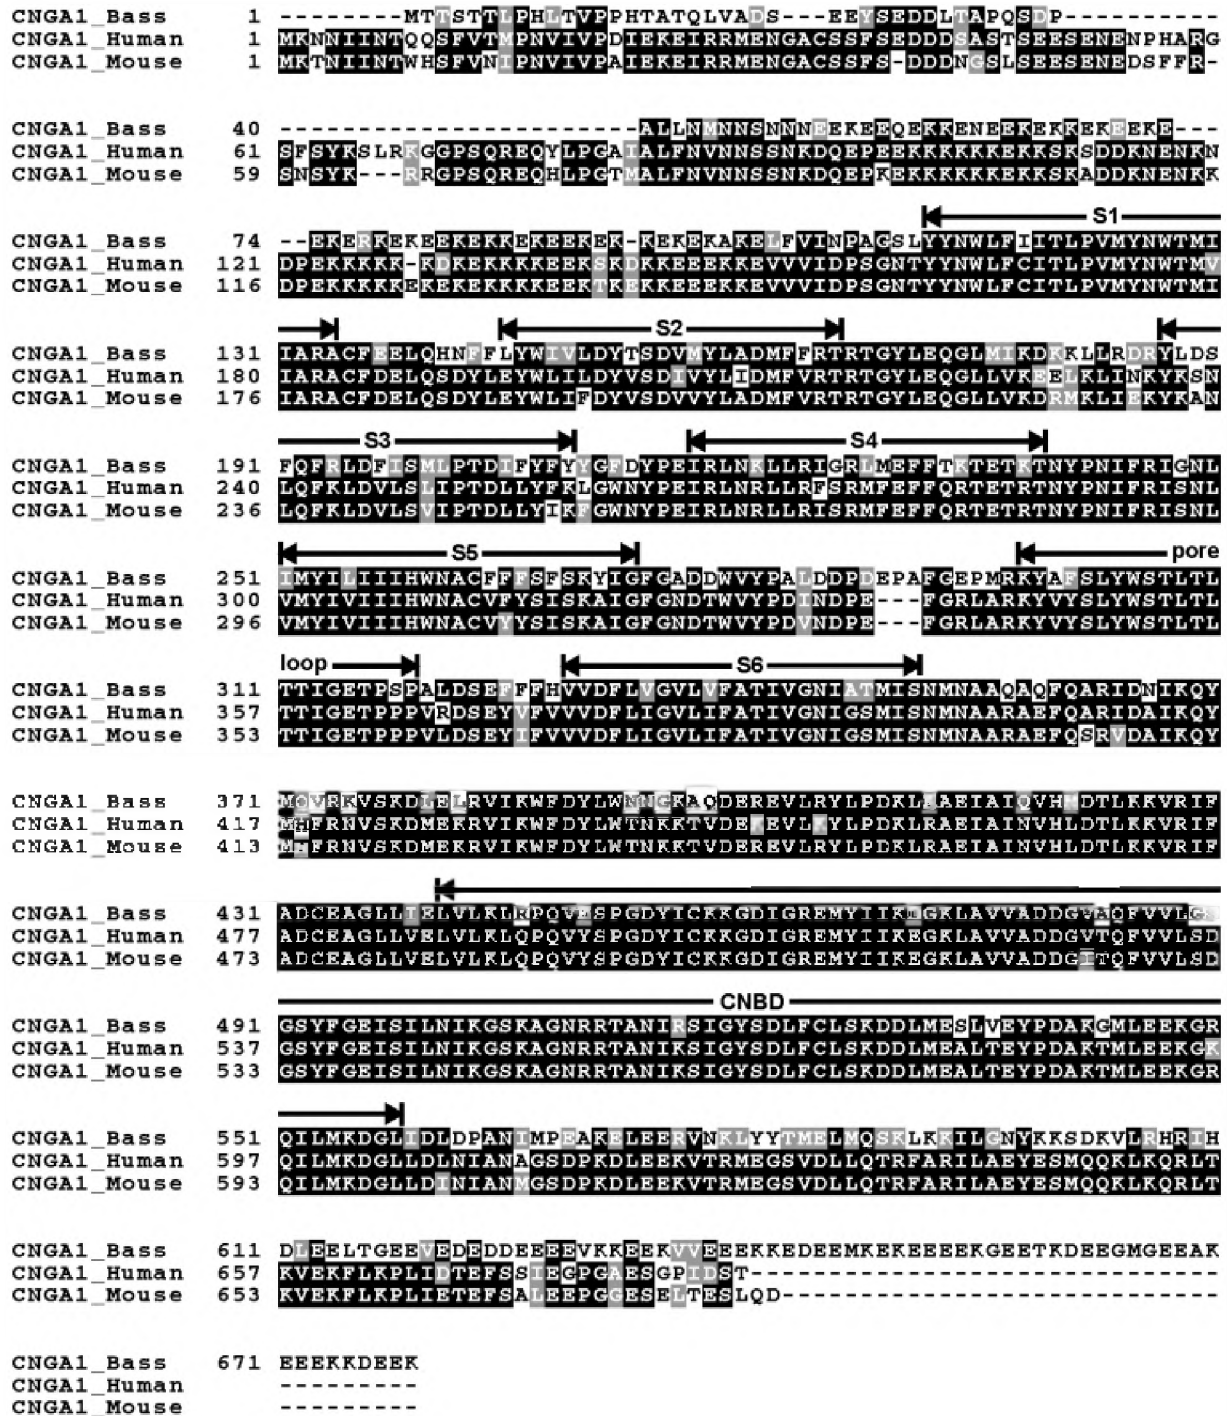 CNGA1_Bass 1 --------MTTSTTLPHLTVPPHTATQLVADS---EEYSEDDLTAPQSDP----------
CNGA1_Human 1 MKNNIINTQQSFVTMPNVIVPDIEKEIRRMENGACSSFSEDDDSASTSEESENENPHARG
CNGA1_Mouse 1 MKTNIINTWHSFVNIPNVIVPAIEKEIRRMENGACSSFS-DDDNGSLSEESENEDSFFR-
CNGA1_Bass 40 -----------------------ALLNMNNSNNNEEKEEQEKKENEEKEKKEKEEKE---
CNGA1_Human 61 SFSYKSLRKGGPSQREQYLPGAIALFNVNNSSNKDQEPEEKKKKKKEKKSKSDDKNENKN
CNGA1_Mouse 59 SNSYK---RRGPSQREQHLPGTMALFNVNNSSNKDQEPKEKKKKKKEKKSKADDKNENKK
S1
CNGA1_Bass 74 --EKERKEKEEKEKKEKEEKEK-KEKEKAKELFVINPAGSLYYNWLFIITLPVMYNWTMI
CNGA1_Human 121 DPEKKKKK-KDKEKKKKEEKSKDKKEEEKKEVVVIDPSGNTYYNWLFCITLPVMYNWTMV
CNGA1_Mouse 116 DPEKKKKKEKEKEKKKKEEKTKEKKEEEKKEVVVIDPSGNTYYNWLFCITLPVMYNWTMI
S2
CNGA1_Bass 131 IARACFEELQHNFFLYWIVLDYTSDVMYLADMFFRTRTGYLEQGLMIKDKKLLRDRYLDS
CNGA1_Human 180 IARACFDELQSDYLEYWLILDYVSDIVYLIDMFVRTRTGYLEQGLLVKEELKLINKYKSN
CNGA1_Mouse 176 IARACFDELQSDYLEYWLIFDYVSDVVYLADMFVRTRTGYLEQGLLVKDRMKLIEKYKAN
S3 S4
CNGA1_Bass 191 FQFRLDFISMLPTDIFYFYYGFDYPEIRLNKLLRIGRLMEFFTKTETKTNYPNIFRIGNL
CNGA1_Human 240 LQFKLDVLSLIPTDLLYFKLGWNYPEIRLNRLLRFSRMFEFFQRTETRTNYPNIFRISNL
CNGA1_Mouse 236 LQFKLDVLSVIPTDLLYIKFGWNYPEIRLNRLLRISRMFEFFQRTETRTNYPNIFRISNL
S5 pore
CNGA1_Bass 251 IMYILIIIHWNACFFFSFSKYIGFGADDWVYPALDDPDEPAFGEPMRKYAFSLYWSTLTL
CNGA1_Human 300 VMYIVIIIHWNACVFYSISKAIGFGNDTWVYPDINDPE---FGRLARKYVYSLYWSTLTL
CNGA1_Mouse 296 VMYIVIIIHWNACVYYSISKAIGFGNDTWVYPDVNDPE---FGRLARKYVYSLYWSTLTL
loop S6
CNGA1_Bass 311 TTIGETPSPALDSEFFFHVVDFLVGVLVFATIVGNIATMISNMNAAQAQFQARIDNIKQY
CNGA1_Human 357 TTIGETPPPVRDSEYVFVVVDFLIGVLIFATIVGNIGSMISNMNAARAEFQARIDAIKQY
CNGA1_Mouse 353 TTIGETPPPVLDSEYIFVVVDFLIGVLIFATIVGNIGSMISNMNAARAEFQSRVDAIKQY
CNGA1_Bass 371
CNGA1_Human 417 MHFRNVSKDMEKRVIKWFDYLWTNKKTVDEKEVLKYLPDKLRAEIAINVHLDTLKKVRIF
CNGA1_Mouse 413 MHFRNVSKDMEKRVIKWFDYLWTNKKTVDEREVLRYLPDKLRAEIAINVHLDTLKKVRIF
CNGA1_Bass 431
CNGA1_Human 477 ADCEAGLLVELVLKLQPQVYSPGDYICKKGDIGREMYIIKEGKLAVVADDGVTQFVVLSD
CNGA1_Mouse 473 ADCEAGLLVELVLKLQPQVYSPGDYICKKGDIGREMYIIKEGKLAVVADDGITQFVVLSD
CNBD
CNGA1_Bass 491 GSYFGEISILNIKGSKAGNRRTANIRSIGYSDLFCLSKDDLMESLVEYPDAKGMLEEKGR
CNGA1_Human 537 GSYFGEISILNIKGSKAGNRRTANIKSIGYSDLFCLSKDDLMEALTEYPDAKTMLEEKGK
CNGA1_Mouse 533 GSYFGEISILNIKGSKAGNRRTANIKSIGYSDLFCLSKDDLMEALTEYPDAKTMLEEKGR
CNGA1_Bass 551 QILMKDGLIDLDPANIMPEAKELEERVNKLYYTMELMQSKLKKILGNYKKSDKVLRHRIH
CNGA1_Human 597 QILMKDGLLDLNIANAGSDPKDLEEKVTRMEGSVDLLQTRFARILAEYESMQQKLKQRLT
CNGA1_Mouse 593 QILMKDGLLDINIANMGSDPKDLEEKVTRMEGSVDLLQTRFARILAEYESMQQKLKQRLT
CNGA1_Bass 611 DLEELTGEEVEDEDDEEEEVKKEEKVVEEEKKEDEEMKEKEEEEKGEETKDEEGMGEEAK
CNGA1_Human 657 KVEKFLKPLIDTEFSSIEGPGAESGPIDST------------------------------
CNGA1_Mouse 653 KVEKFLKPLIETEFSALEEPGGESELTESLQD----------------------------
CNGA1_Bass 671 EEEKKDEEK
CNGA1_Human ---------
CNGA1_Mouse ---------